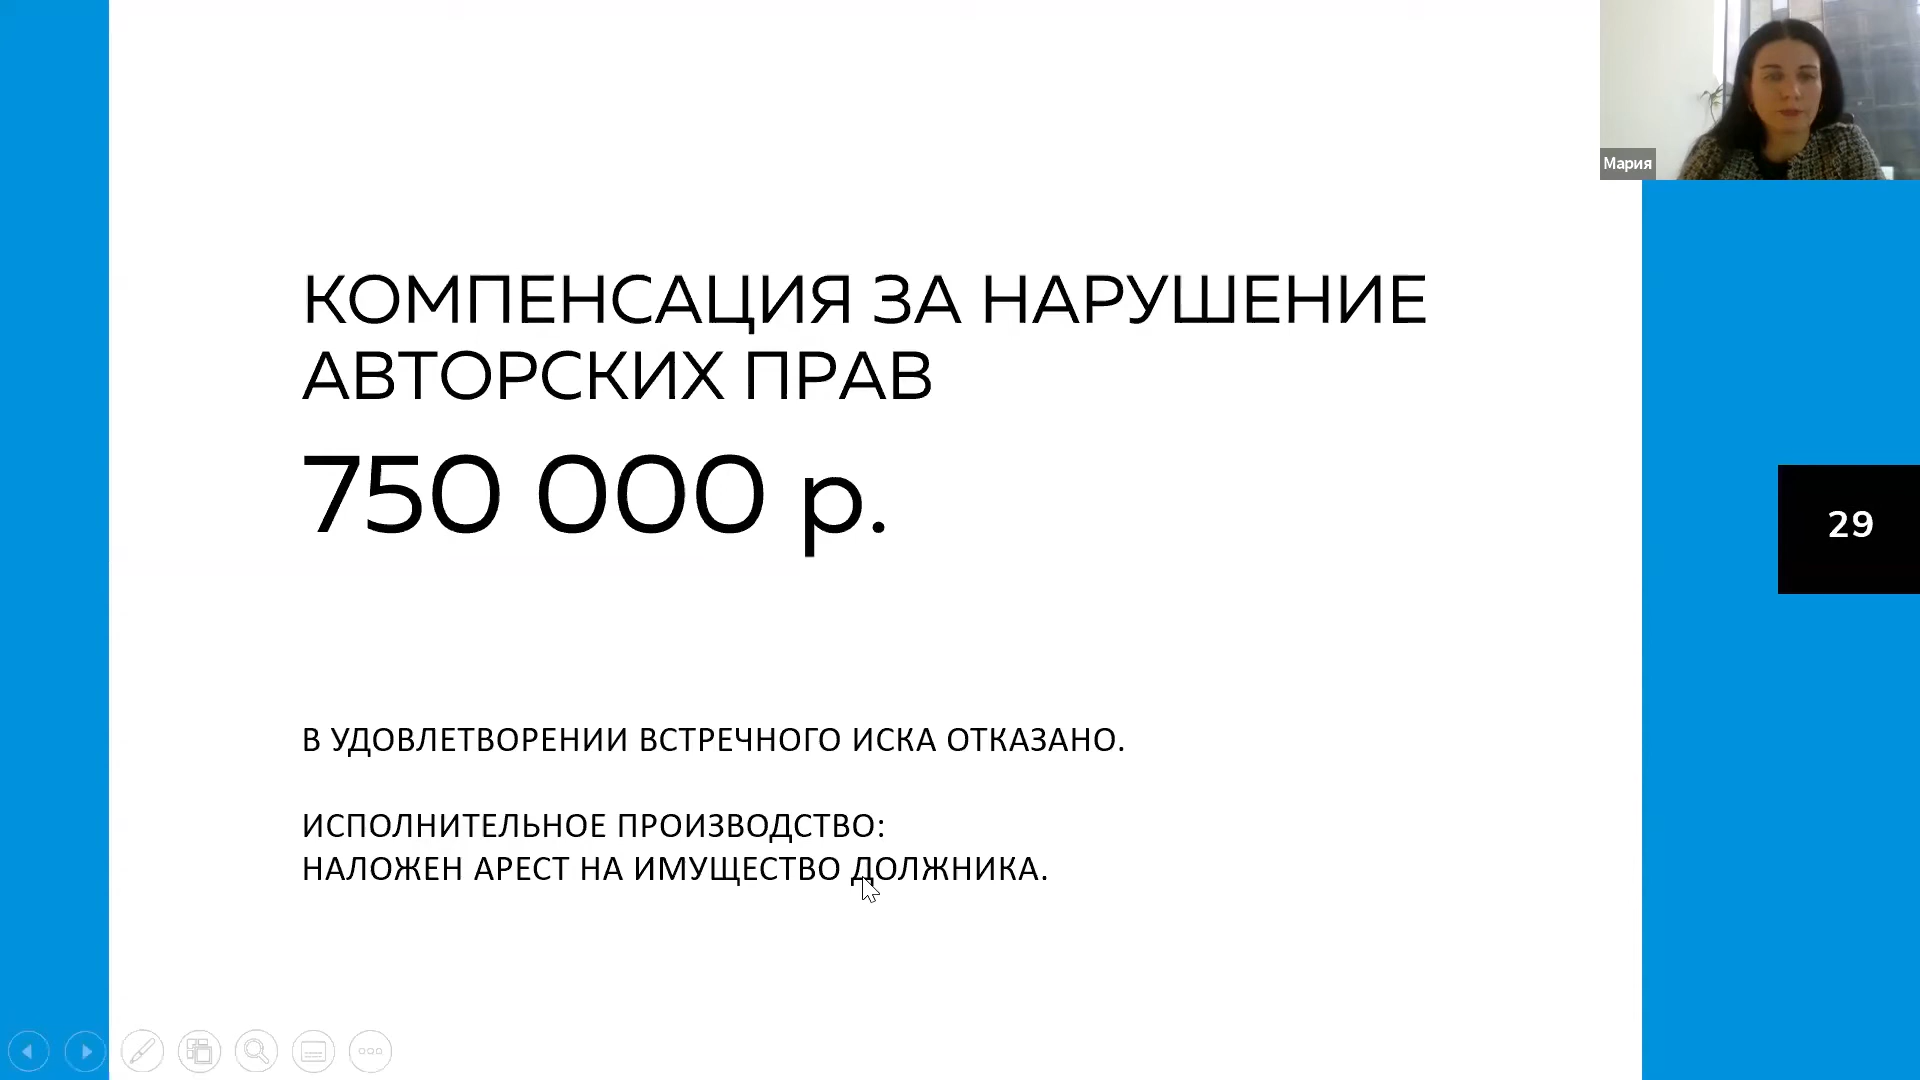 Мария
КОМПЕНСАЦИЯ ЗА НАРУШЕНИЕ
АВТОРСКИХ ПРАВ
750 000 р.
29
В УДОВЛЕТВОРЕНИИ ВСТРЕЧНОГО ИСКА ОТКАЗАНО.
ИСПОЛНИТЕЛЬНОЕ ПРОИЗВОДСТВО:
НАЛОЖЕН АРЕСТ НА ИМУЩЕСТВО ДОЛЖНИКА.